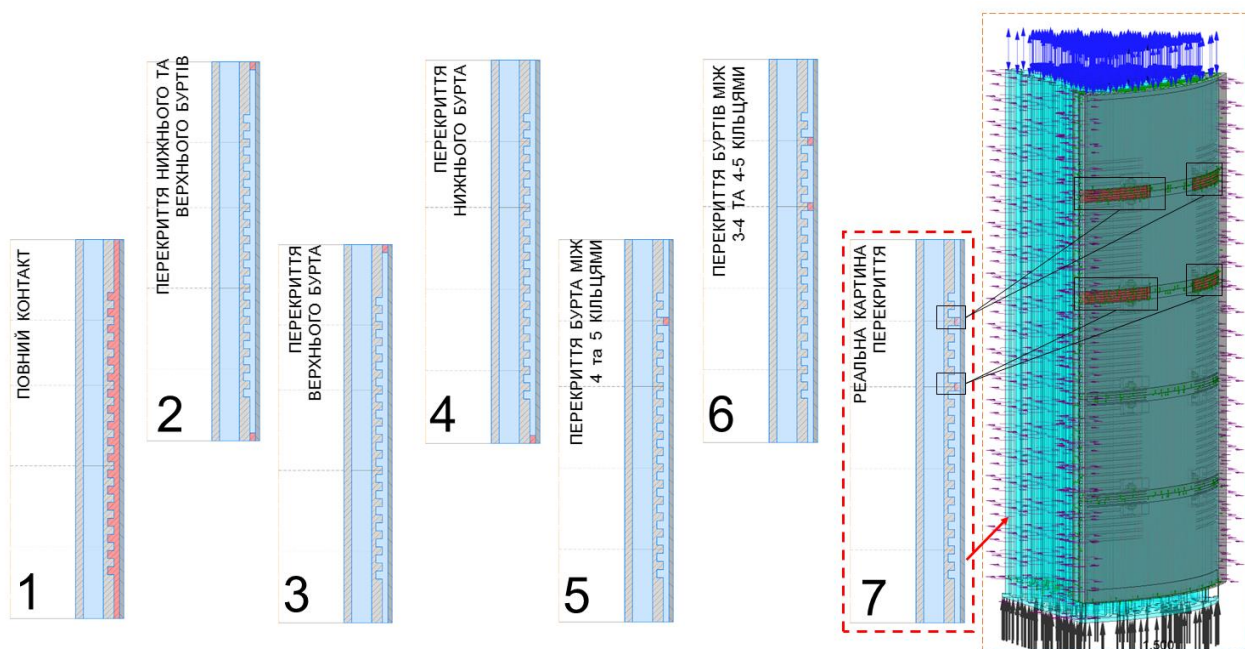 ПОВНИЙ КОНТАКТ
1
ПЕРЕКРИТТЯ НИЖНЬОГО ТА
ВЕРХНЬОГО БУРТІВ
2
ПЕРЕКРИТТЯ
ВЕРХНЬОГО БУРТА
3
ПЕРЕКРИТТЯ
НИЖНЬОГО БУРТА
4
ПЕРЕКРИТТЯ БУРТА МІЖ
4 та 5 КІЛЬЦЯМИ
5
ПЕРЕКРИТТЯ БУРТІВ МІЖ
3-4 ТА 4-5 КІЛЬЦЯМИ
6
РЕАЛЬНА КАРТИНА
ПЕРЕКРИТТЯ
7
1.500